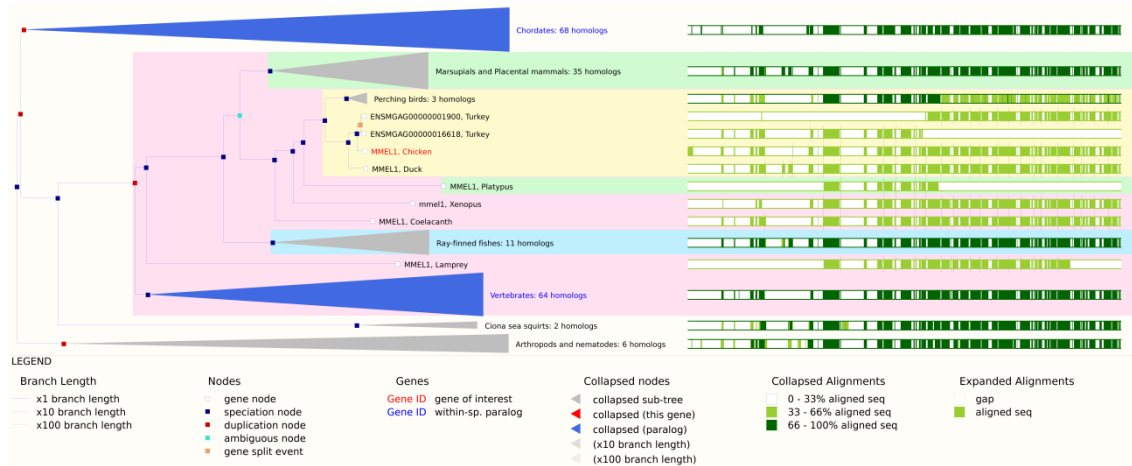 Chordates: 68 homologs
Marsupials and Placental mammals: 35 homologs
Perching birds: 3 homologs
ENSMGAG00000001900, Turkey
ENSMGAG00000016618, Turkey
MMEL1, Chicken
MMEL1, Duck
MMEL1, Platypus
mmel1, Xenopus
MMEL1, Coelacanth
Ray-finned fishes: 11 homologs
MMEL1, Lamprey
Vertebrates: 64 homologs
Ciona sea squirts: 2 homologs
Arthropods and nematodes: 6 homologs
LEGEND
Branch Length
x1 branch length
x10 branch length
x100 branch length
Nodes
gene node
speciation node
duplication node
ambiguous node
gene split event
Genes
Gene ID gene of interest
Gene ID within-sp. paralog
Collapsed nodes
collapsed sub-tree
collapsed (this gene)
collapsed (paralog)
(x10 branch length)
(x100 branch length)
Collapsed Alignments
0 - 33% aligned seq
33 - 66% aligned seq
66 - 100% aligned seq
Expanded Alignments
gap
aligned seq